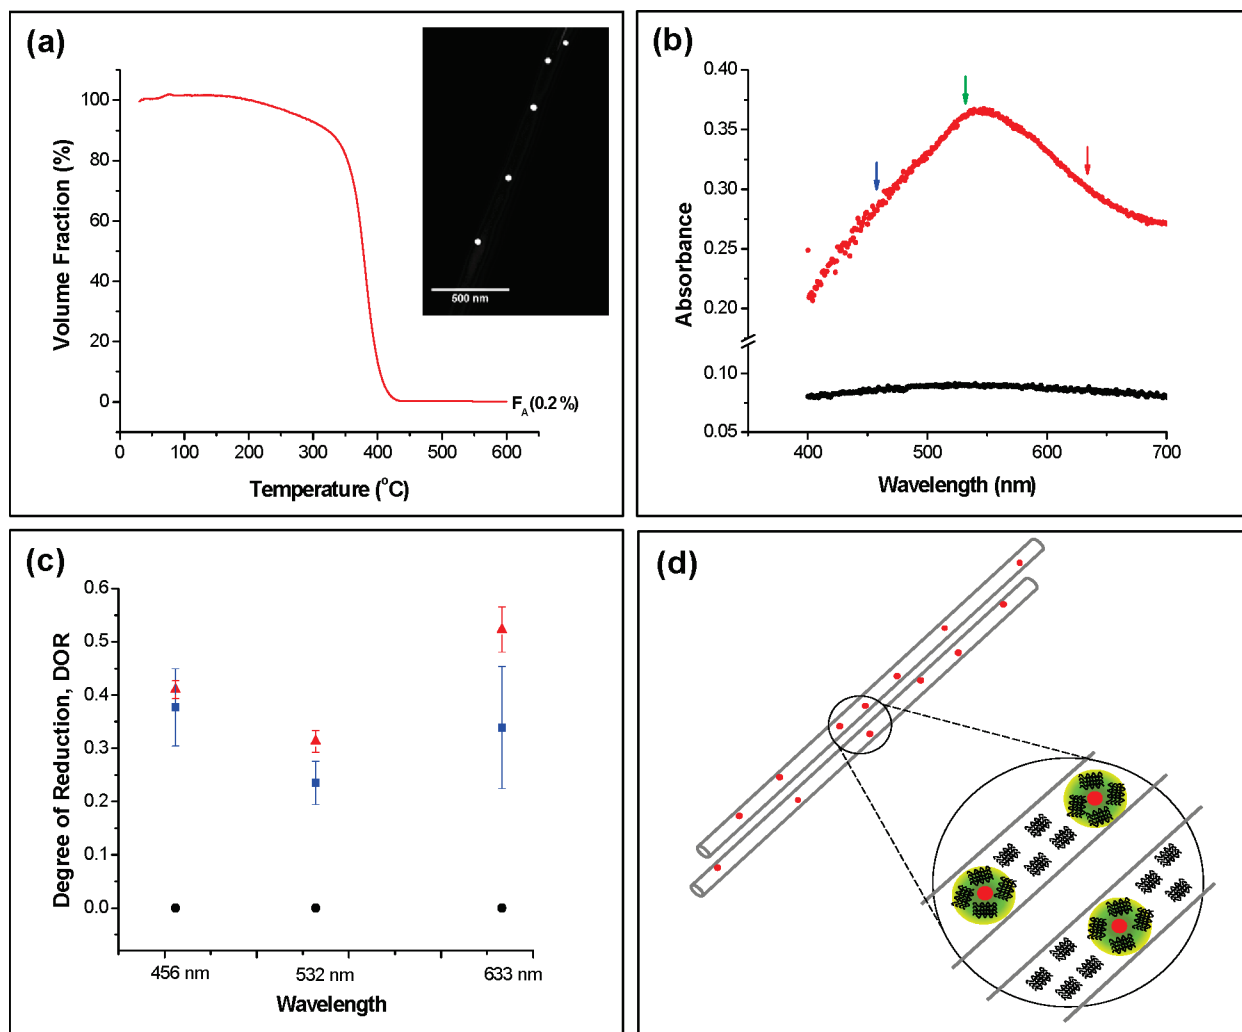 (a)
Volume Fraction (%)
100
80
60
40
20
0
0 100 200 300 400 500 600
Temperature (°C)
500 nm
F_A (0.2 %)
(b)
Absorbance
0.40
0.35
0.30
0.25
0.20
0.10
0.05
400 500 600 700
Wavelength (nm)
(c)
Degree of Reduction, DOR
0.6
0.5
0.4
0.3
0.2
0.1
0.0
456 nm 532 nm 633 nm
Wavelength
(d)